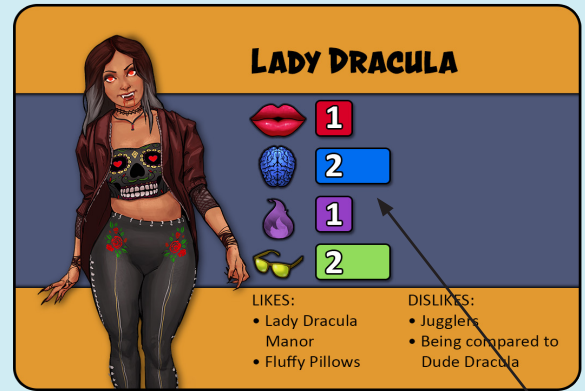 LADY DRACULA
1
2
1
2
LIKES:
• Lady Dracula
Manor
• Fluffy Pillows
DISLIKES:
• Jugglers
• Being compared to
Dude Dracula